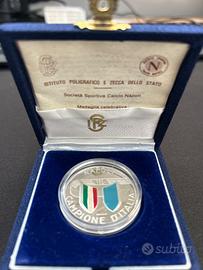 ISTITUTO POLIGRAFICO E ZECCA DELLO STATO
Società Sportiva Calcio Napoli
Medaglia celebrativa
CAMPIONE D'ITALIA
subito